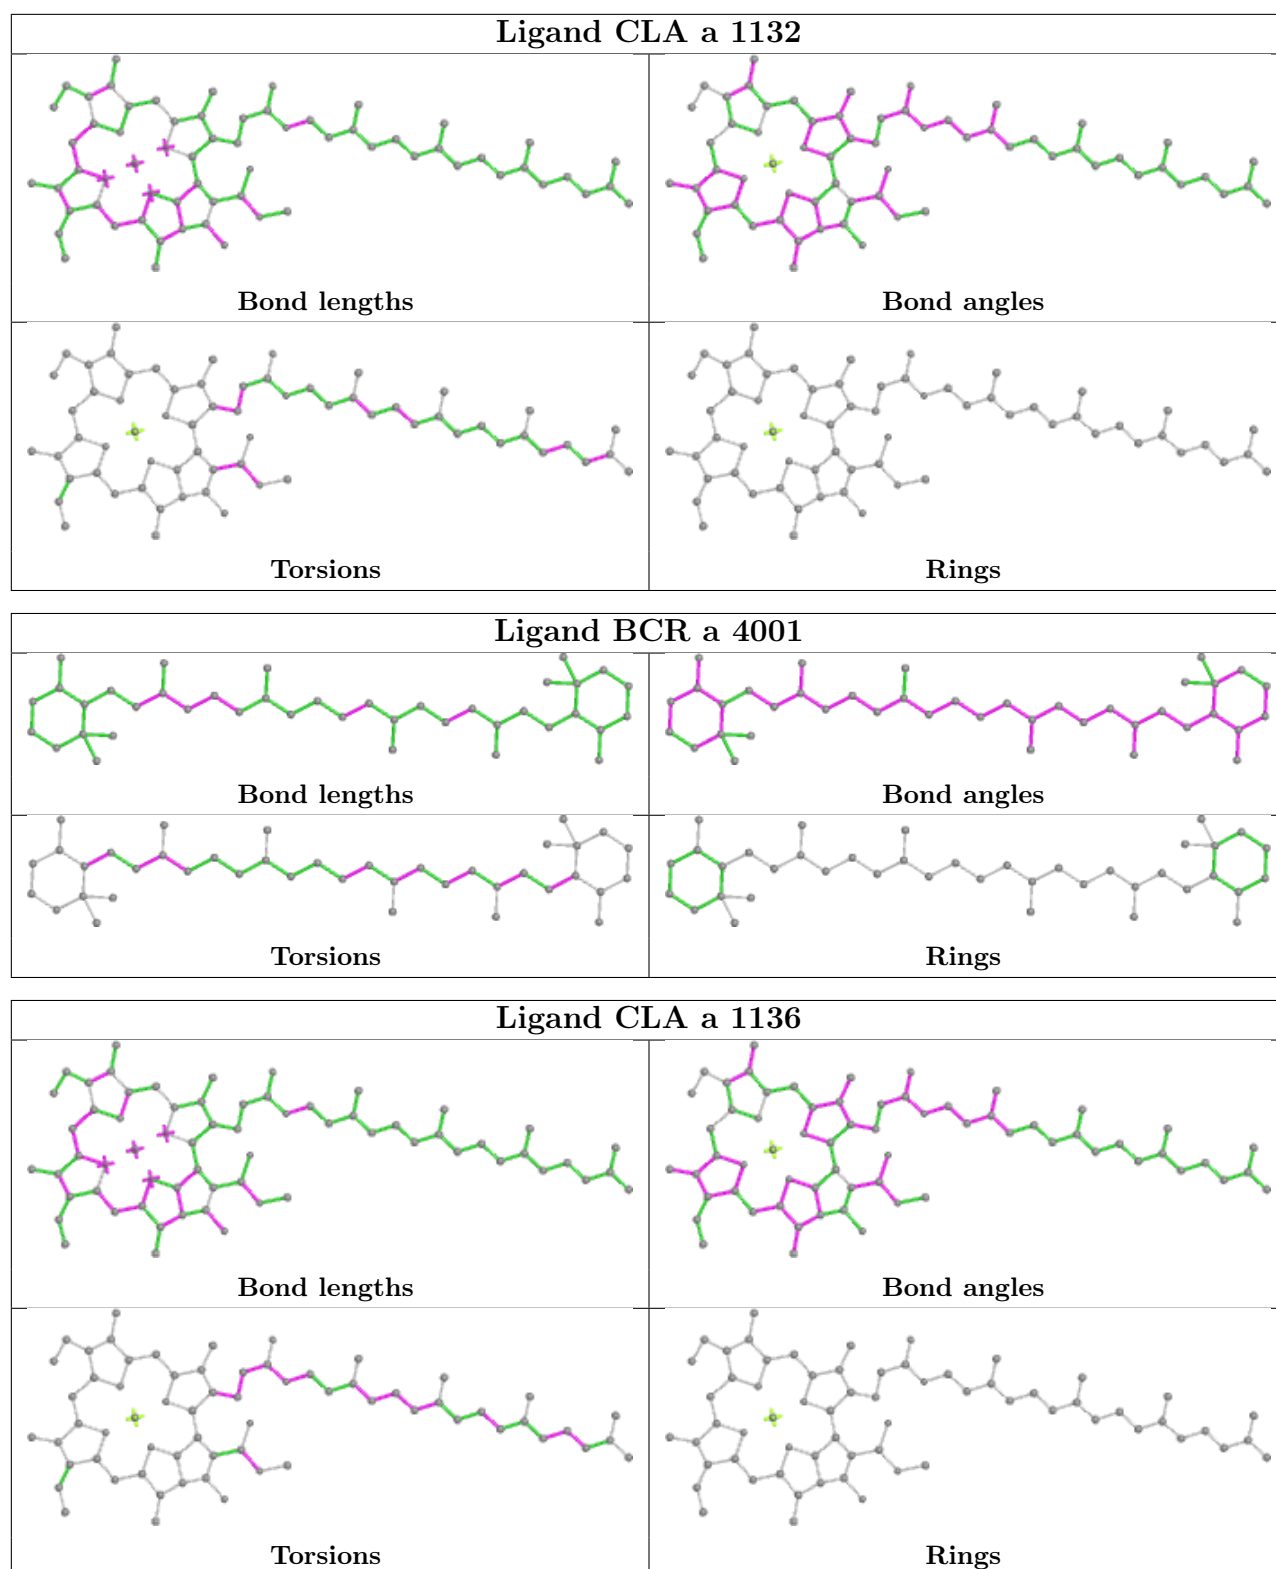 Ligand CLA a 1132
Bond lengths
Bond angles
Torsions
Rings
Ligand BCR a 4001
Bond lengths
Bond angles
Torsions
Rings
Ligand CLA a 1136
Bond lengths
Bond angles
Torsions
Rings